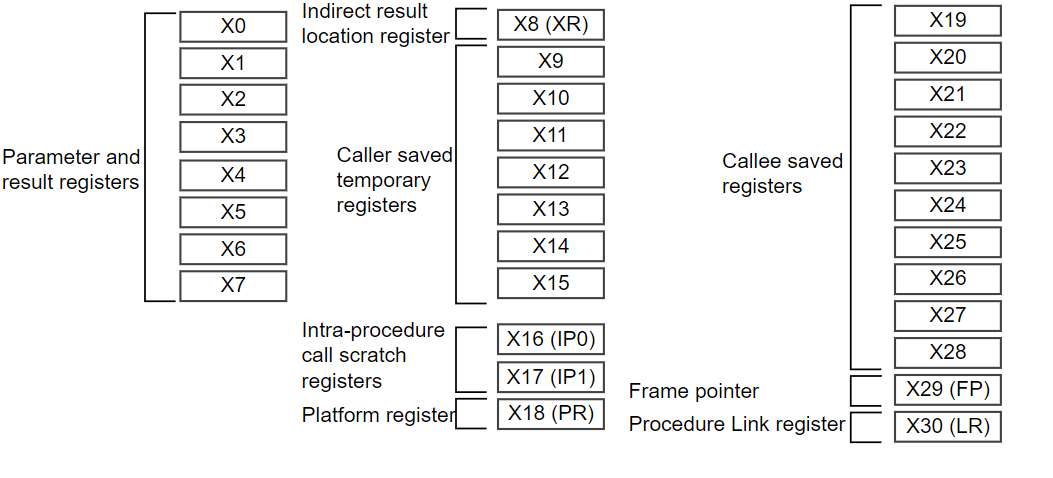 Parameter and
result registers
X0
X1
X2
X3
X4
X5
X6
X7
Indirect result
location register
X8 (XR)
Caller saved
temporary
registers
X9
X10
X11
X12
X13
X14
X15
Intra-procedure
call scratch
registers
X16 (IP0)
X17 (IP1)
Platform register
X18 (PR)
Callee saved
registers
X19
X20
X21
X22
X23
X24
X25
X26
X27
X28
Frame pointer
X29 (FP)
Procedure Link register
X30 (LR)